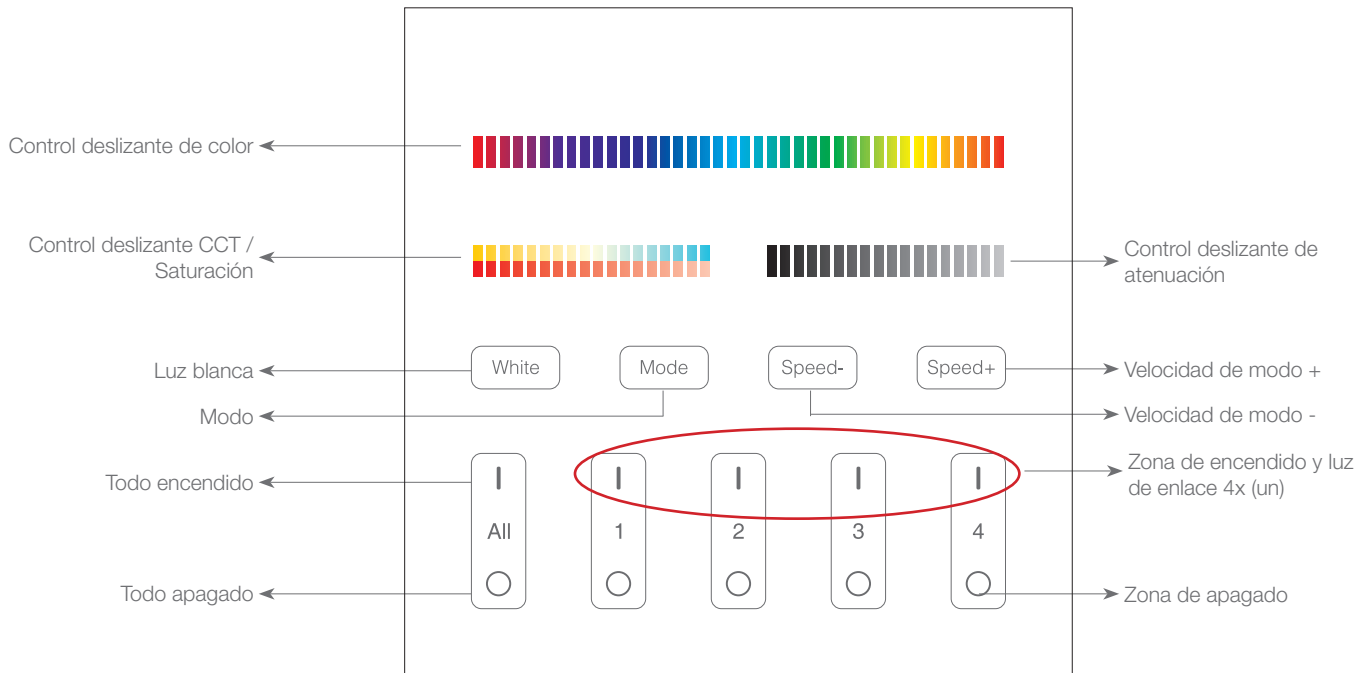 Control deslizante de color
Control deslizante CCT /
Saturación
Control deslizante de
atenuación
Luz blanca
White
Mode
Speed-
Speed+
Velocidad de modo +
Modo
Velocidad de modo -
Todo encendido
Zona de encendido y luz
de enlace 4x (un)
All
1
2
3
4
Todo apagado
Zona de apagado